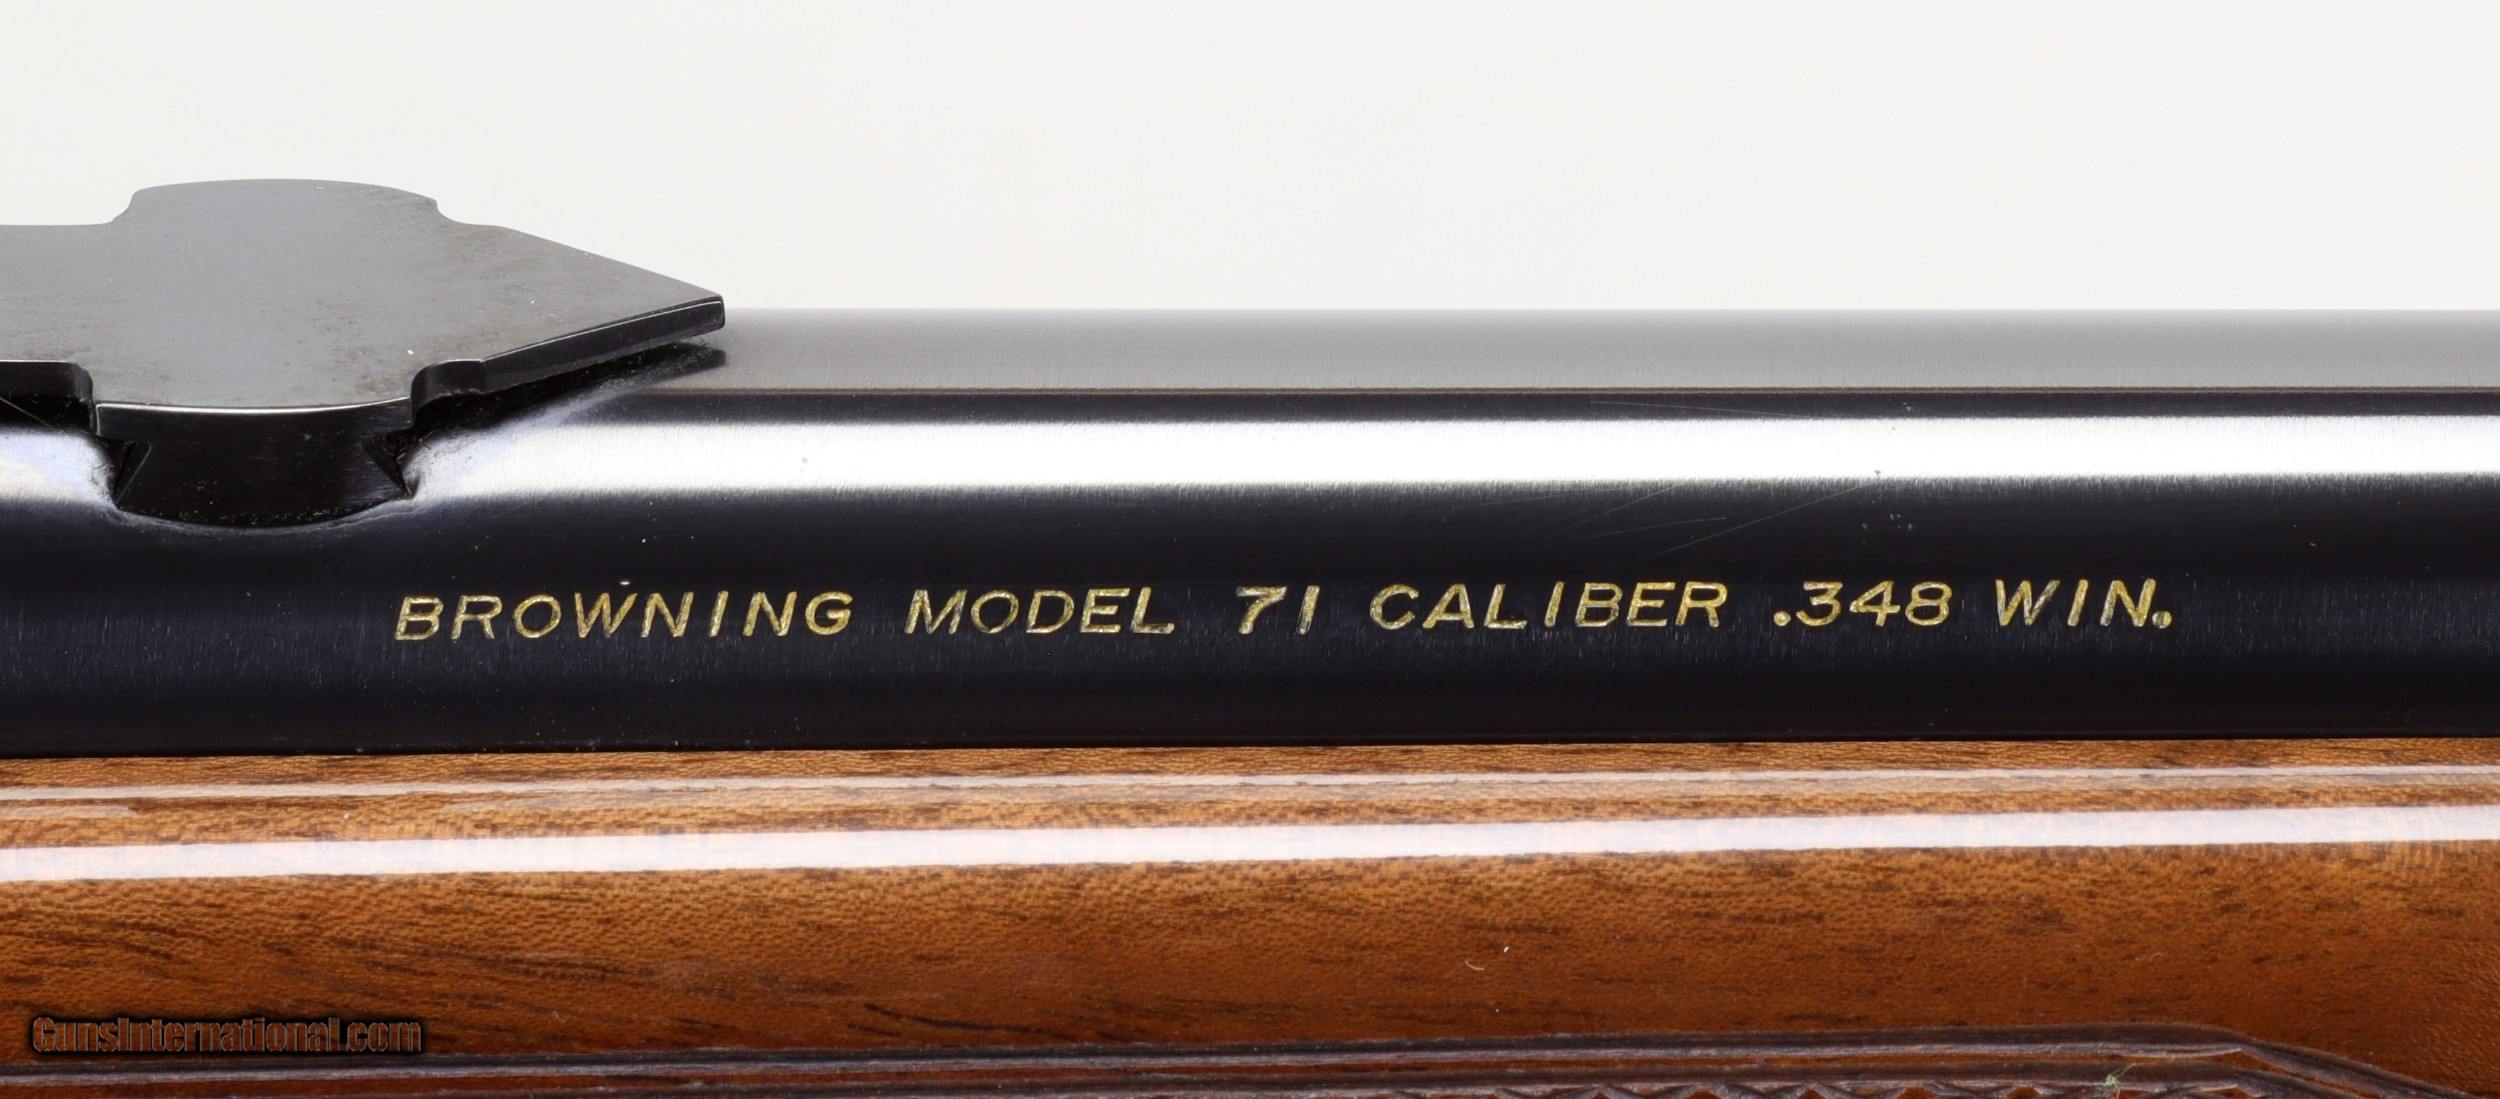 BROWNING MODEL 71 CALIBER .348 WIN.
GunsInternational.com